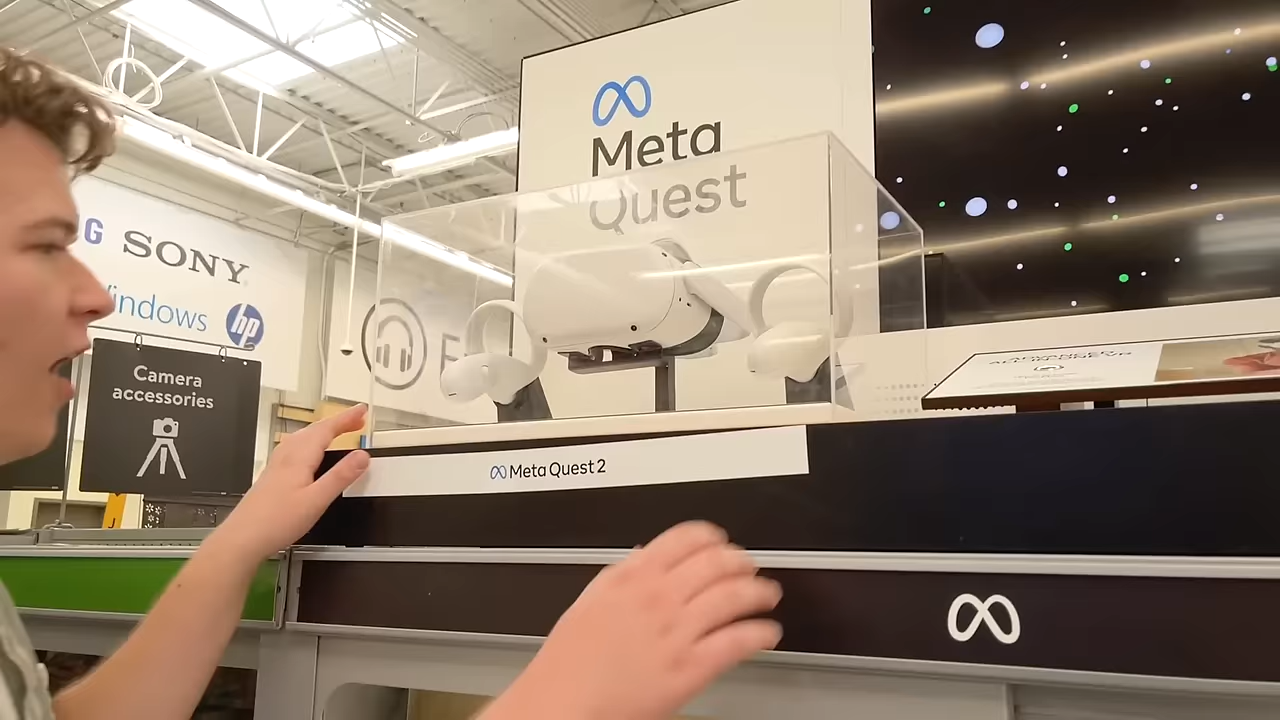 Meta
Quest
G SONY
Windows
hp
Camera
accessories
Meta Quest 2